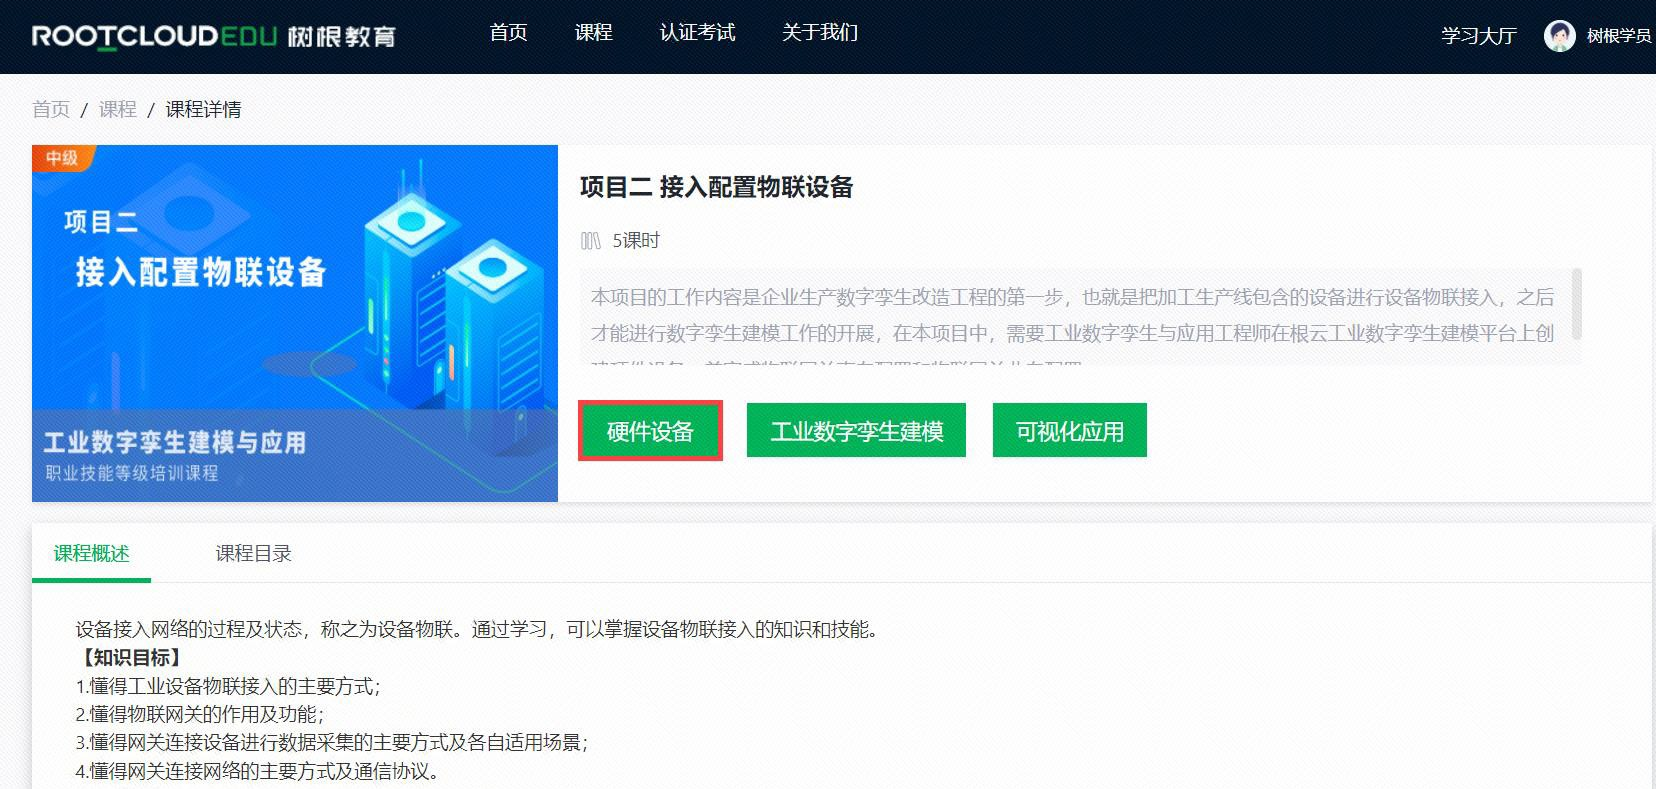 ROOTCLOUDEDU 树根教育
首页 课程 认证考试 关于我们 学习大厅 树根学员
首页 / 课程 / 课程详情
中级
项目二
接入配置物联设备
工业数字孪生建模与应用
职业技能等级培训课程
项目二 接入配置物联设备
5课时
本项目的工作内容是企业生产数字孪生改造工程的第一步，也就是把加工生产线包含的设备进行设备物联接入，之后
才能进行数字孪生建模工作的开展，在本项目中，需要工业数字孪生与应用工程师在根云工业数字孪生建模平台上创
硬件设备 工业数字孪生建模 可视化应用
课程概述 课程目录
设备接入网络的过程及状态，称之为设备物联。通过学习，可以掌握设备物联接入的知识和技能。
【知识目标】
1.懂得工业设备物联接入的主要方式；
2.懂得物联网关的作用及功能；
3.懂得网关连接设备进行数据采集的主要方式及各自适用场景；
4.懂得网关连接网络的主要方式及通信协议。